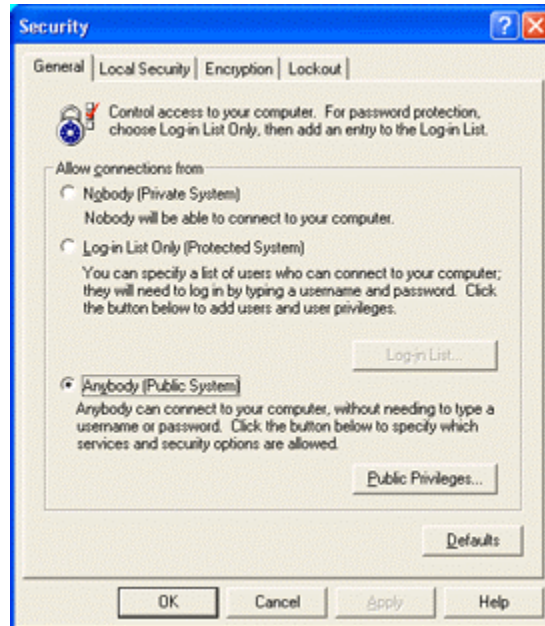 Security
General
Local Security
Encryption
Lockout
Control access to your computer. For password protection,
choose Log-in List Only, then add an entry to the Log-in List.
Allow connections from
Nobody (Private System)
Nobody will be able to connect to your computer.
Log-in List Only (Protected System)
You can specify a list of users who can connect to your computer;
they will need to log in by typing a username and password. Click
the button below to add users and user privileges.
Log-in List...
Anybody (Public System)
Anybody can connect to your computer, without needing to type a
username or password. Click the button below to specify which
services and security options are allowed.
Public Privileges...
Defaults
OK
Cancel
Apply
Help